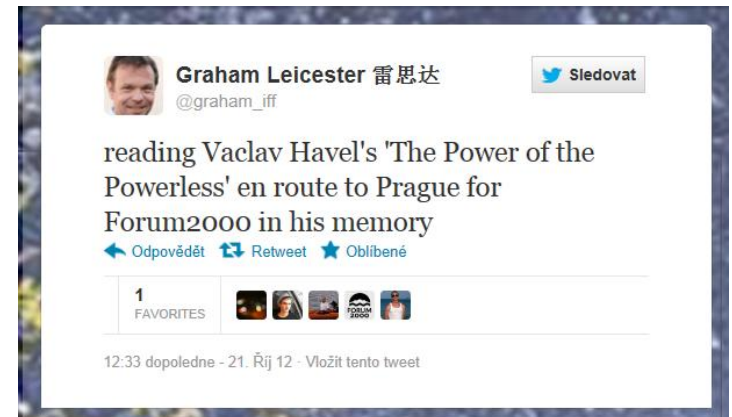 Graham Leicester 雷思达
@graham_iff
Sledovat
reading Vaclav Havel's 'The Power of the
Powerless' en route to Prague for
Forum2000 in his memory
Odpovědět Retweet Oblíbené
1
FAVORITES
FORUM
2000
12:33 dopoledne - 21. Říj 12 · Vložit tento tweet